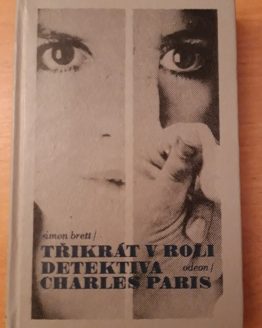 simon brett/
TŘIKRÁT V ROLI
DETEKTIVA odeon/
CHARLES PARIS